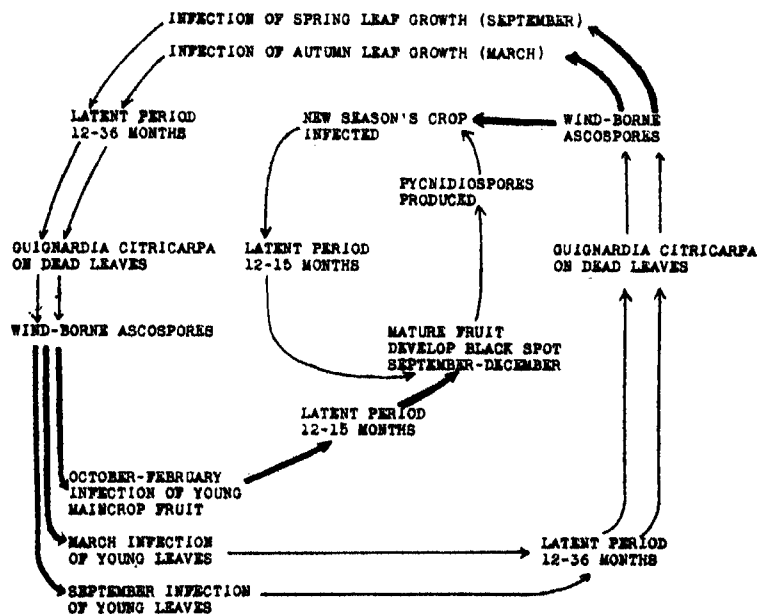 INFECTION OF SPRING LEAF GROWTH (SEPTEMBER)
INFECTION OF AUTUMN LEAF GROWTH (MARCH)
LATENT PERIOD
12-36 MONTHS
NEW SEASON'S CROP
INFECTED
WIND-BORNE
ASCOSPORES
PYCNIDIOSPORES
PRODUCED
GUIGNARDIA CITRICARPA
ON DEAD LEAVES
LATENT PERIOD
12-15 MONTHS
GUIGNARDIA CITRICARPA
ON DEAD LEAVES
WIND-BORNE ASCOSPORES
MATURE FRUIT
DEVELOP BLACK SPOT
SEPTEMBER-DECEMBER
LATENT PERIOD
12-15 MONTHS
OCTOBER-FEBRUARY
INFECTION OF YOUNG
MAINCROP FRUIT
MARCH INFECTION
OF YOUNG LEAVES
LATENT PERIOD
12-36 MONTHS
SEPTEMBER INFECTION
OF YOUNG LEAVES